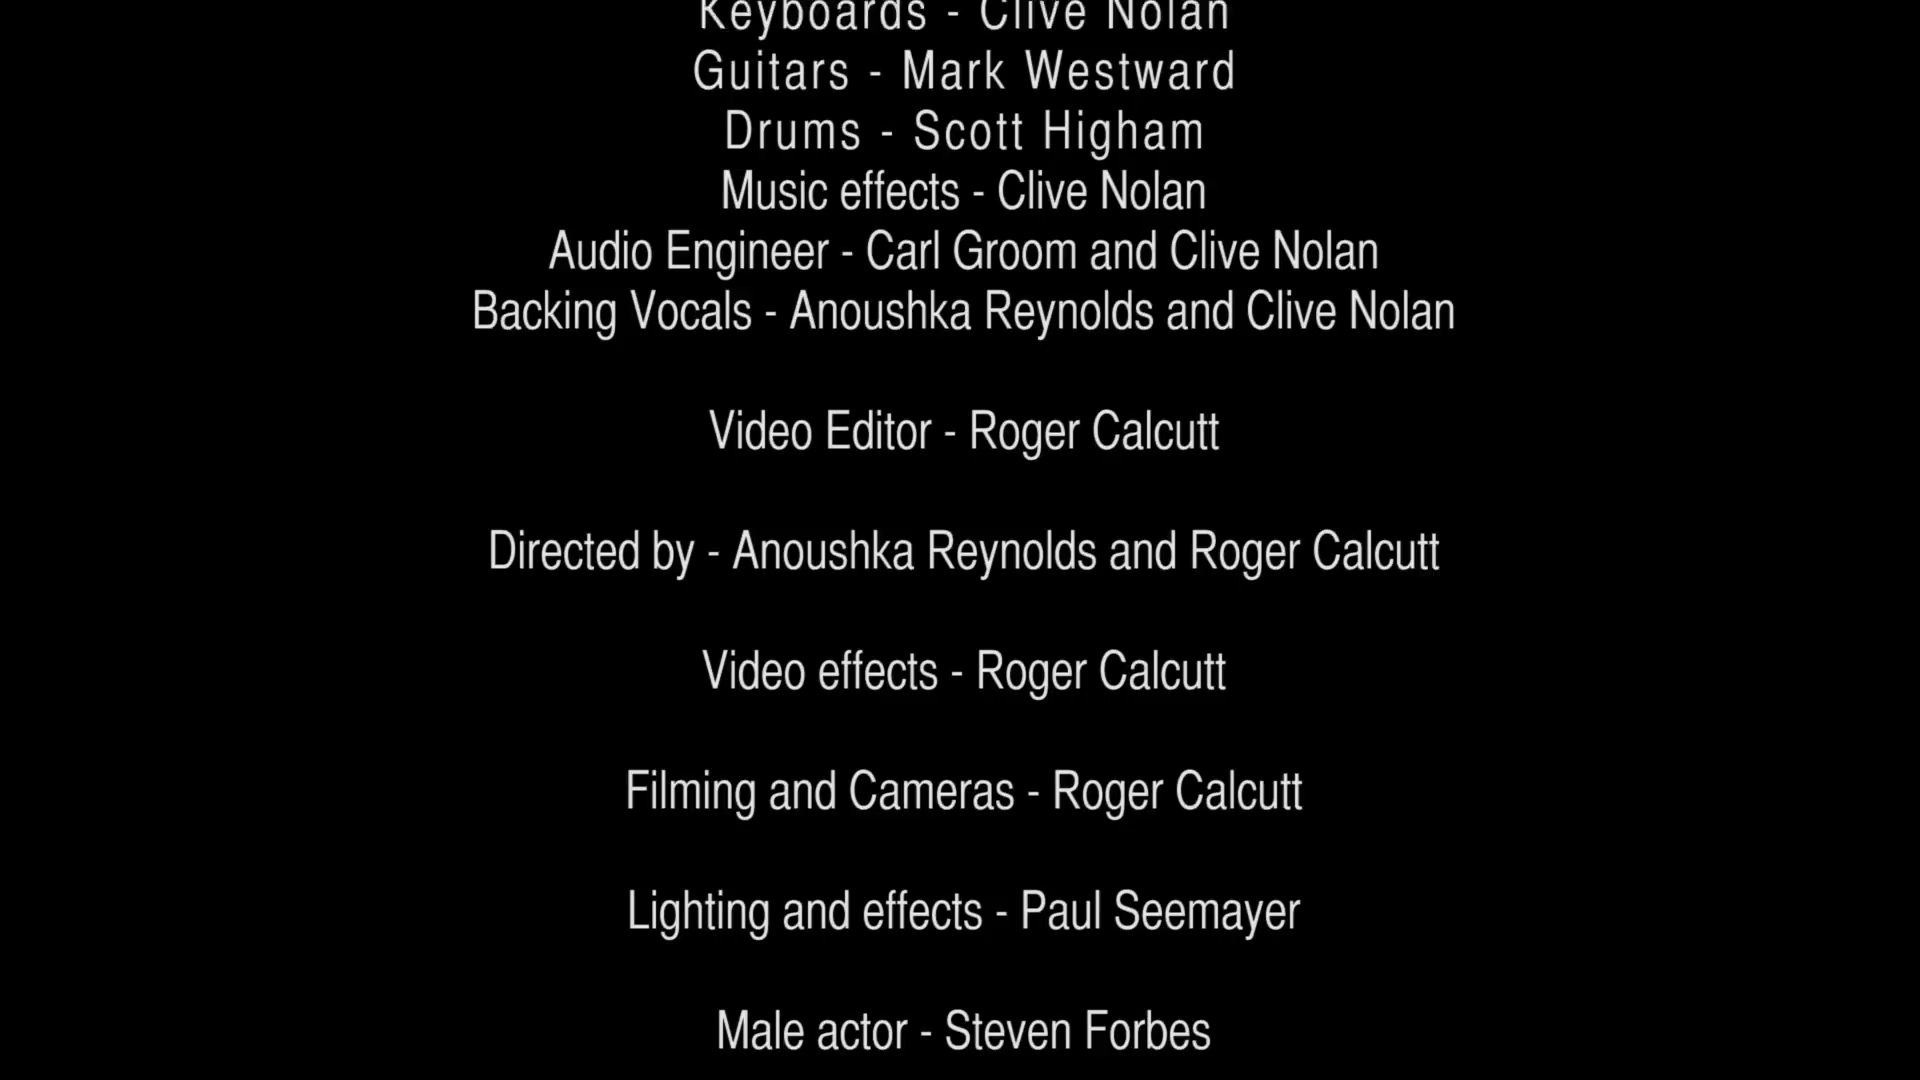 Keyboards - Clive Nolan
Guitars - Mark Westward
Drums - Scott Higham
Music effects - Clive Nolan
Audio Engineer - Carl Groom and Clive Nolan
Backing Vocals - Anoushka Reynolds and Clive Nolan
Video Editor - Roger Calcutt
Directed by - Anoushka Reynolds and Roger Calcutt
Video effects - Roger Calcutt
Filming and Cameras - Roger Calcutt
Lighting and effects - Paul Seemayer
Male actor - Steven Forbes